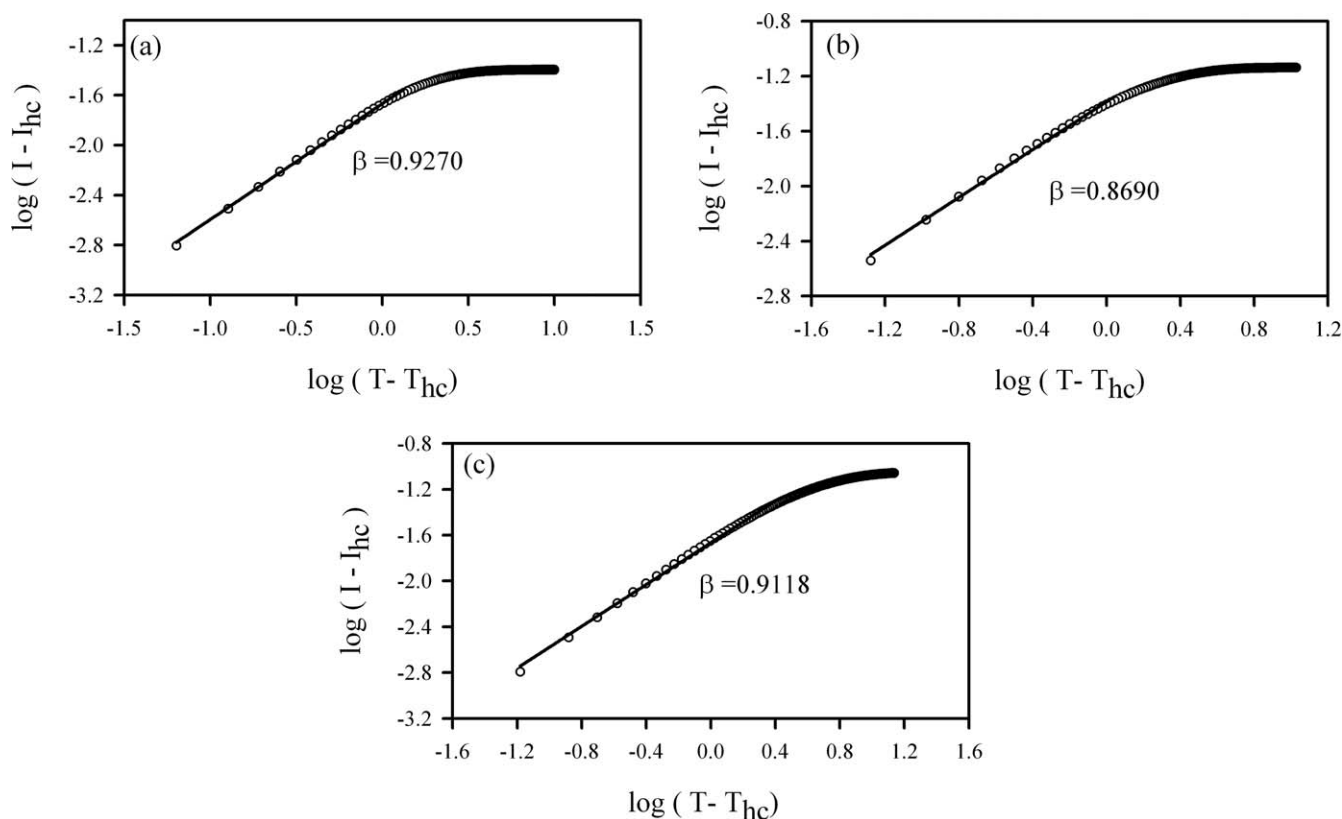 (a)
-1.2
-1.6
-2.0
-2.4
-2.8
-3.2
log ( I - Ihc)
β =0.9270
-1.5 -1.0 -0.5 0.0 0.5 1.0 1.5
log ( T- Thc)
(b)
-0.8
-1.2
-1.6
-2.0
-2.4
-2.8
log ( I - Ihc)
β =0.8690
-1.6 -1.2 -0.8 -0.4 0.0 0.4 0.8 1.2
log ( T- Thc)
(c)
-0.8
-1.2
-1.6
-2.0
-2.4
-2.8
-3.2
log ( I - Ihc)
β =0.9118
-1.6 -1.2 -0.8 -0.4 0.0 0.4 0.8 1.2 1.6
log ( T- Thc)